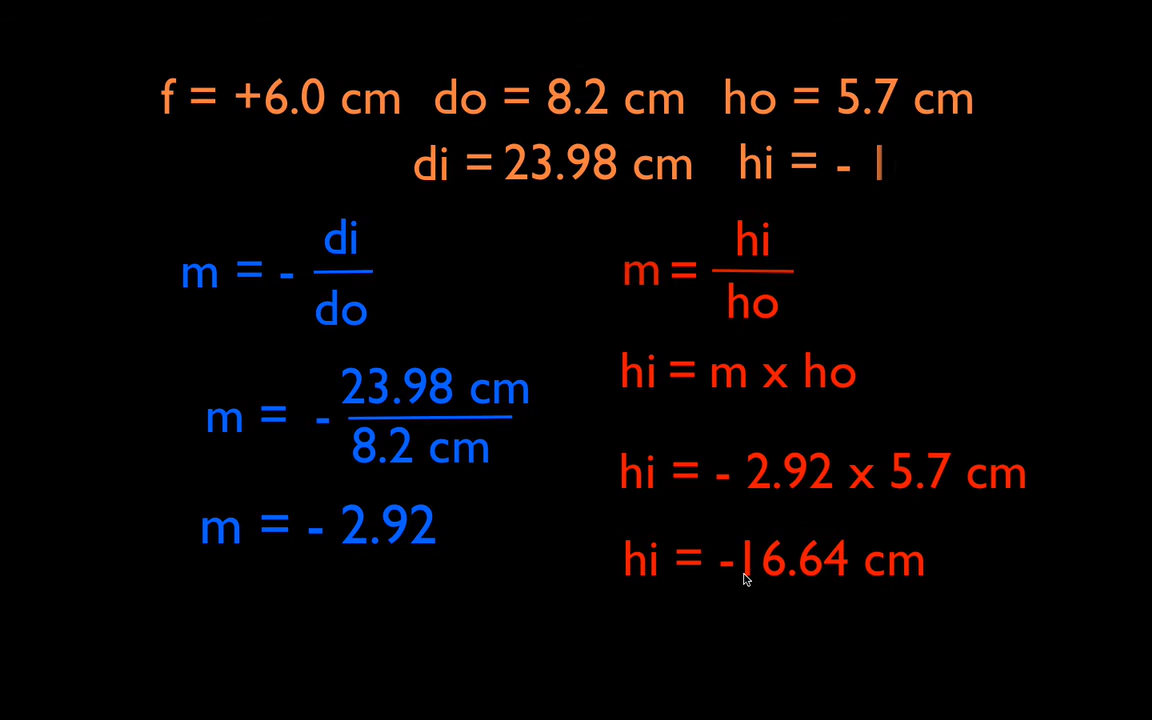 f = +6.0 cm do = 8.2 cm ho = 5.7 cm
di = 23.98 cm hi = - 1
m = - di/do
m = hi/ho
hi = m x ho
m = - 23.98 cm/8.2 cm
hi = - 2.92 x 5.7 cm
m = - 2.92
hi = -16.64 cm